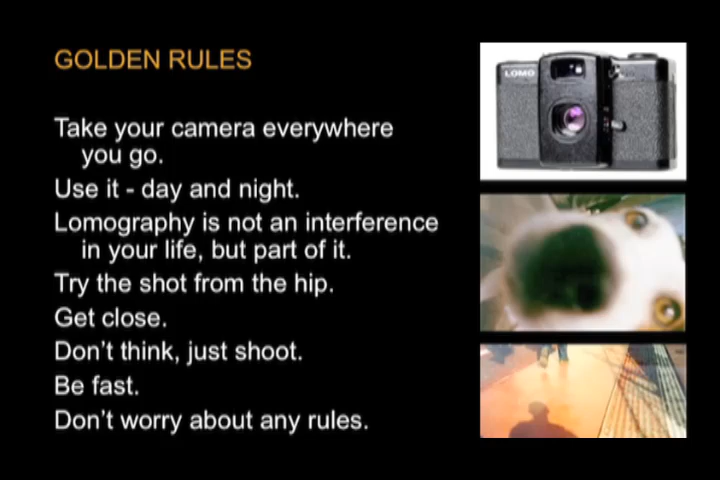 GOLDEN RULES
Take your camera everywhere
you go.
Use it - day and night.
Lomography is not an interference
in your life, but part of it.
Try the shot from the hip.
Get close.
Don't think, just shoot.
Be fast.
Don't worry about any rules.
LOMO